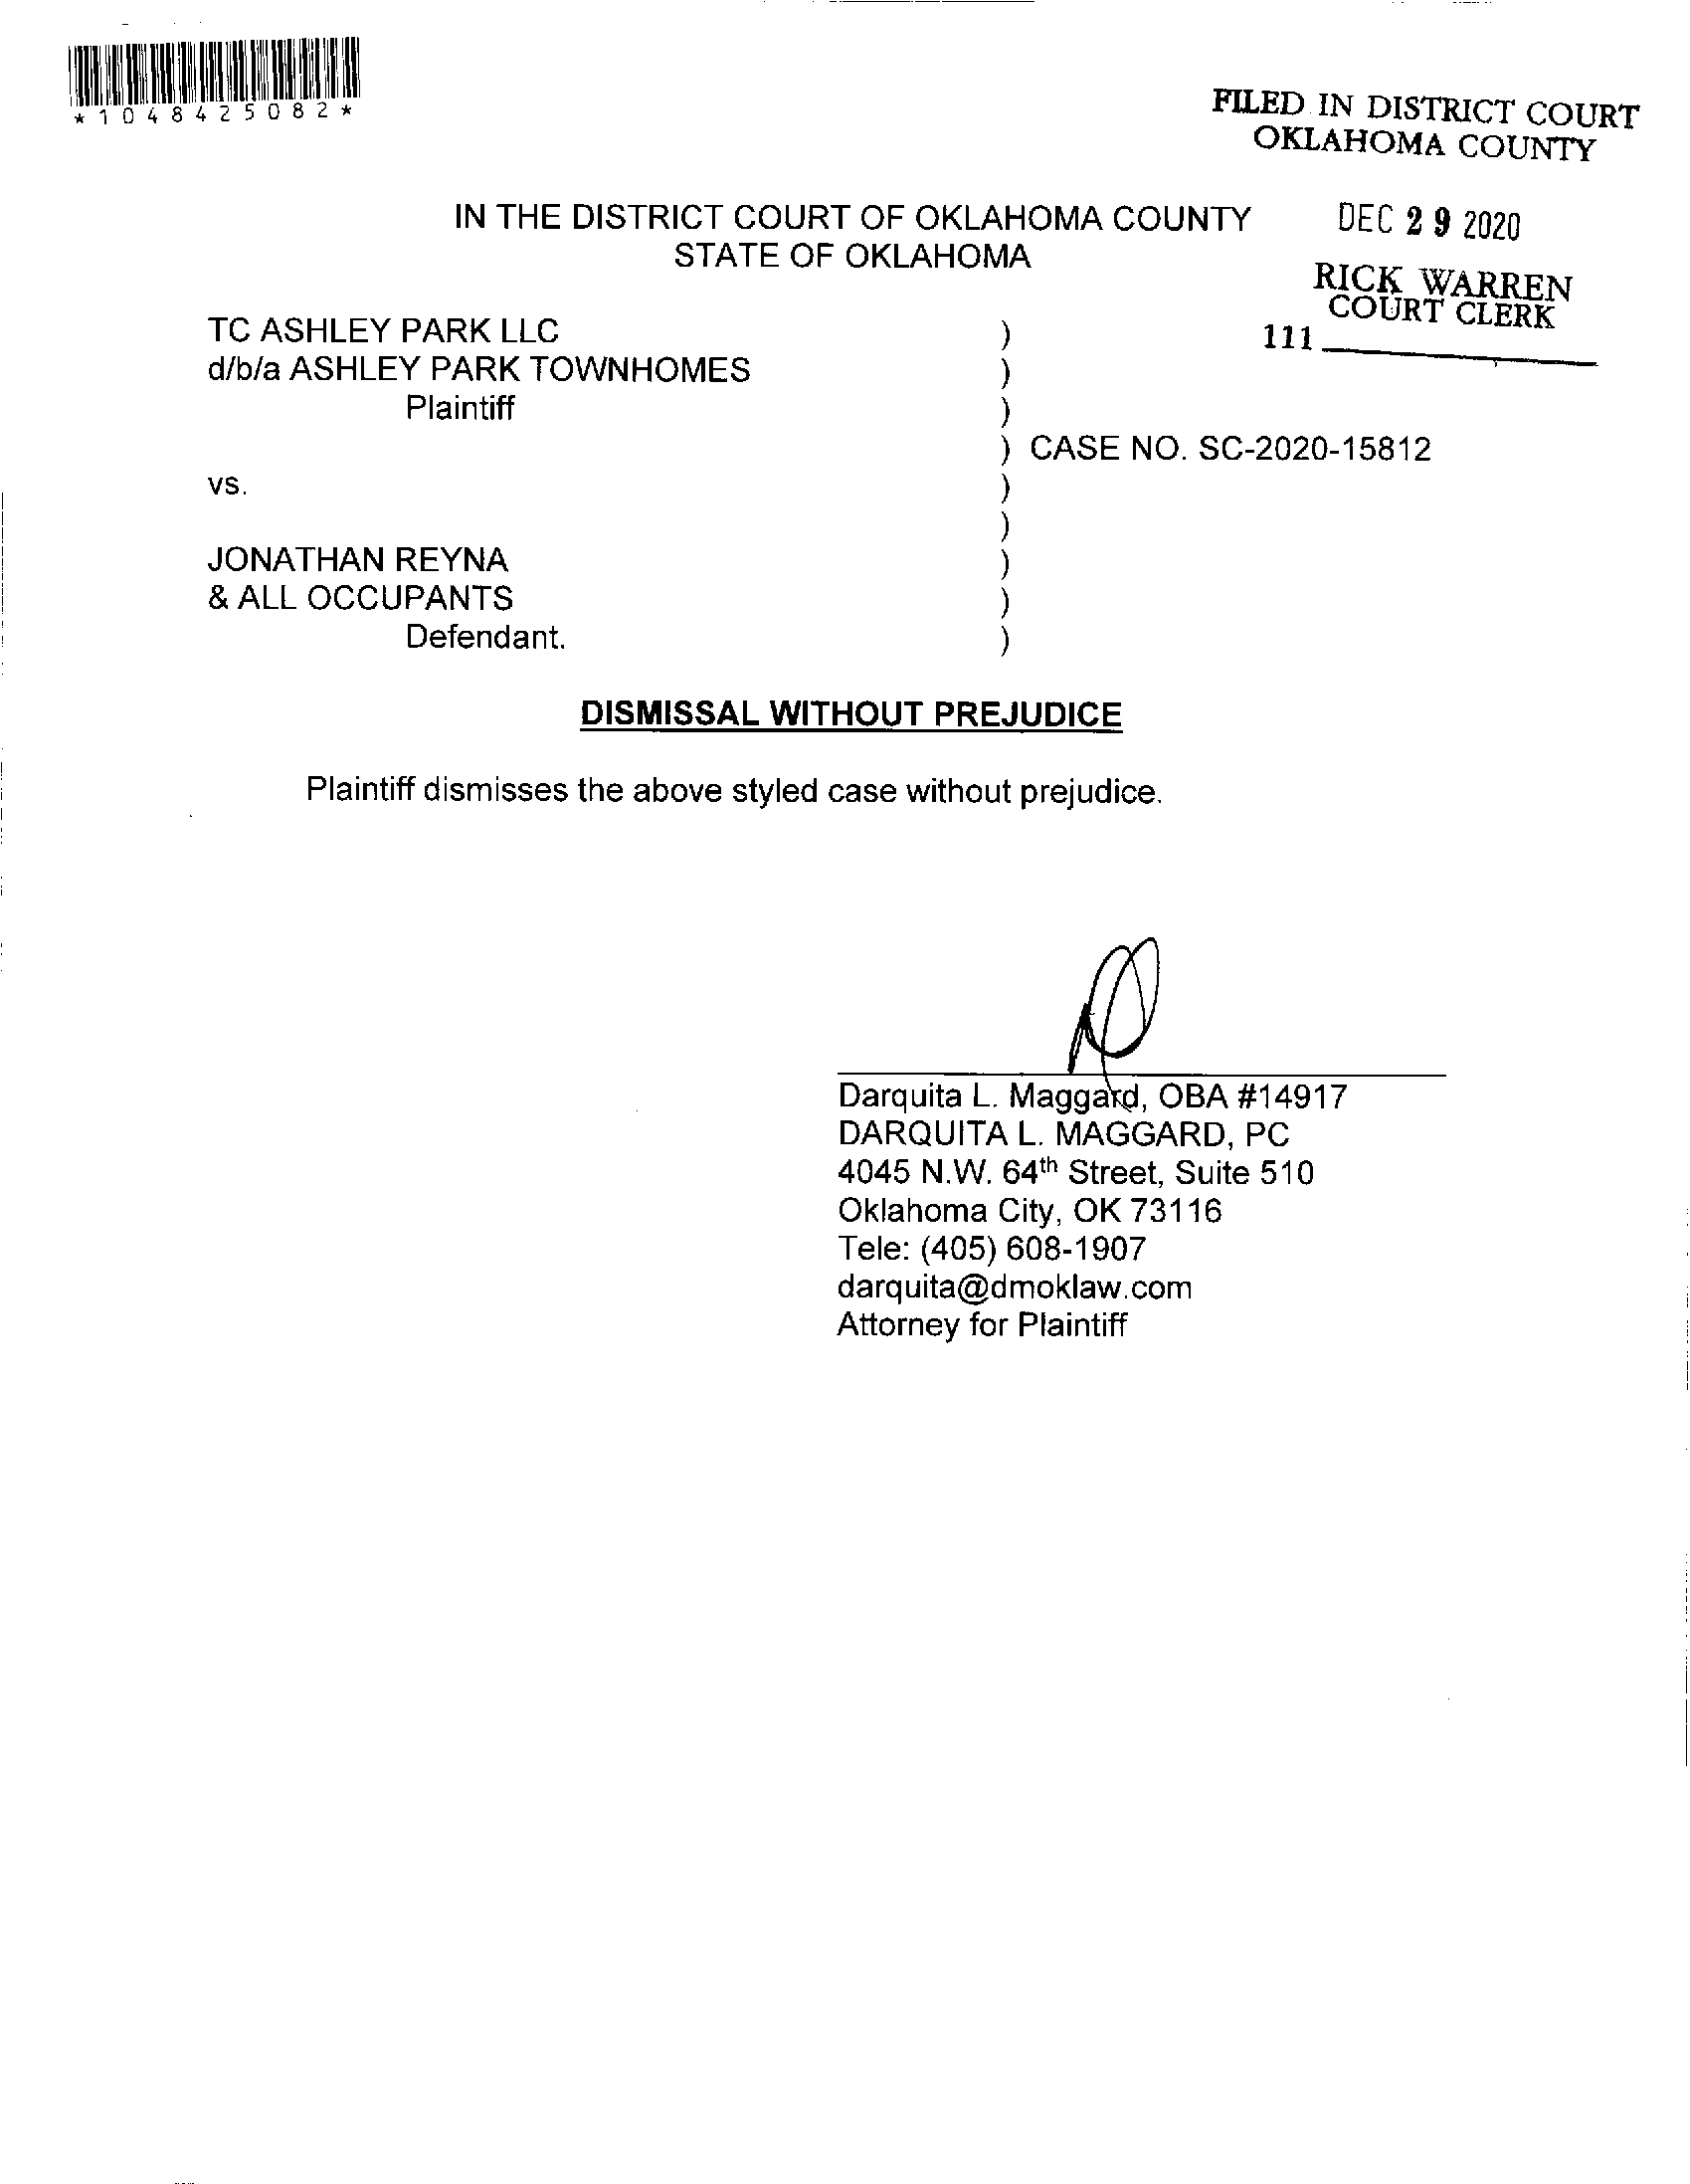 *1048425082*
FILED IN DISTRICT COURT
OKLAHOMA COUNTY
DEC 29 2020
RICK WARREN
COURT CLERK
111
IN THE DISTRICT COURT OF OKLAHOMA COUNTY
STATE OF OKLAHOMA
TC ASHLEY PARK LLC )
d/b/a ASHLEY PARK TOWNHOMES )
Plaintiff )
) CASE NO. SC-2020-15812
vs. )
)
JONATHAN REYNA )
& ALL OCCUPANTS )
Defendant. )
DISMISSAL WITHOUT PREJUDICE
Plaintiff dismisses the above styled case without prejudice.
Darquita L. Maggard, OBA #14917
DARQUITA L. MAGGARD, PC
4045 N.W. 64th Street, Suite 510
Oklahoma City, OK 73116
Tele: (405) 608-1907
darquita@dmoklaw.com
Attorney for Plaintiff